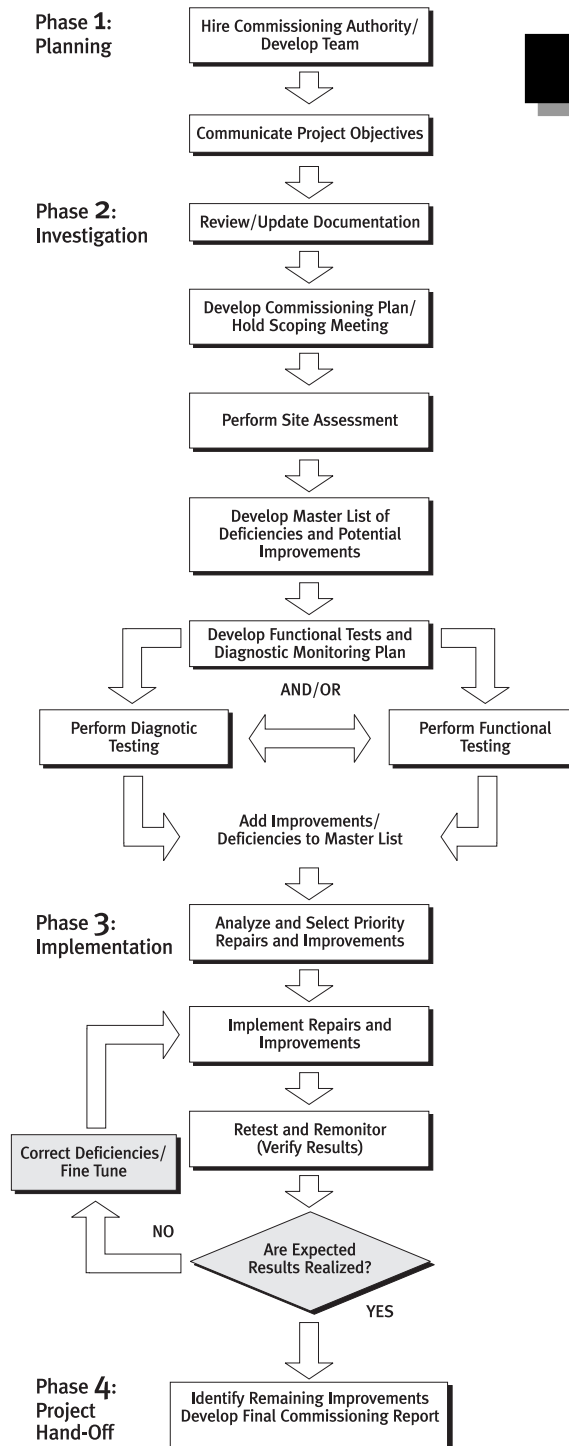 Phase 1:
Planning
Hire Commissioning Authority/
Develop Team
Communicate Project Objectives
Phase 2:
Investigation
Review/Update Documentation
Develop Commissioning Plan/
Hold Scoping Meeting
Perform Site Assessment
Develop Master List of
Deficiencies and Potential
Improvements
Develop Functional Tests and
Diagnostic Monitoring Plan
AND/OR
Perform Diagnotic
Testing
Perform Functional
Testing
Add Improvements/
Deficiencies to Master List
Phase 3:
Implementation
Analyze and Select Priority
Repairs and Improvements
Implement Repairs and
Improvements
Retest and Remonitor
(Verify Results)
Correct Deficiencies/
Fine Tune
NO
Are Expected
Results Realized?
YES
Phase 4:
Project
Hand-Off
Identify Remaining Improvements
Develop Final Commissioning Report